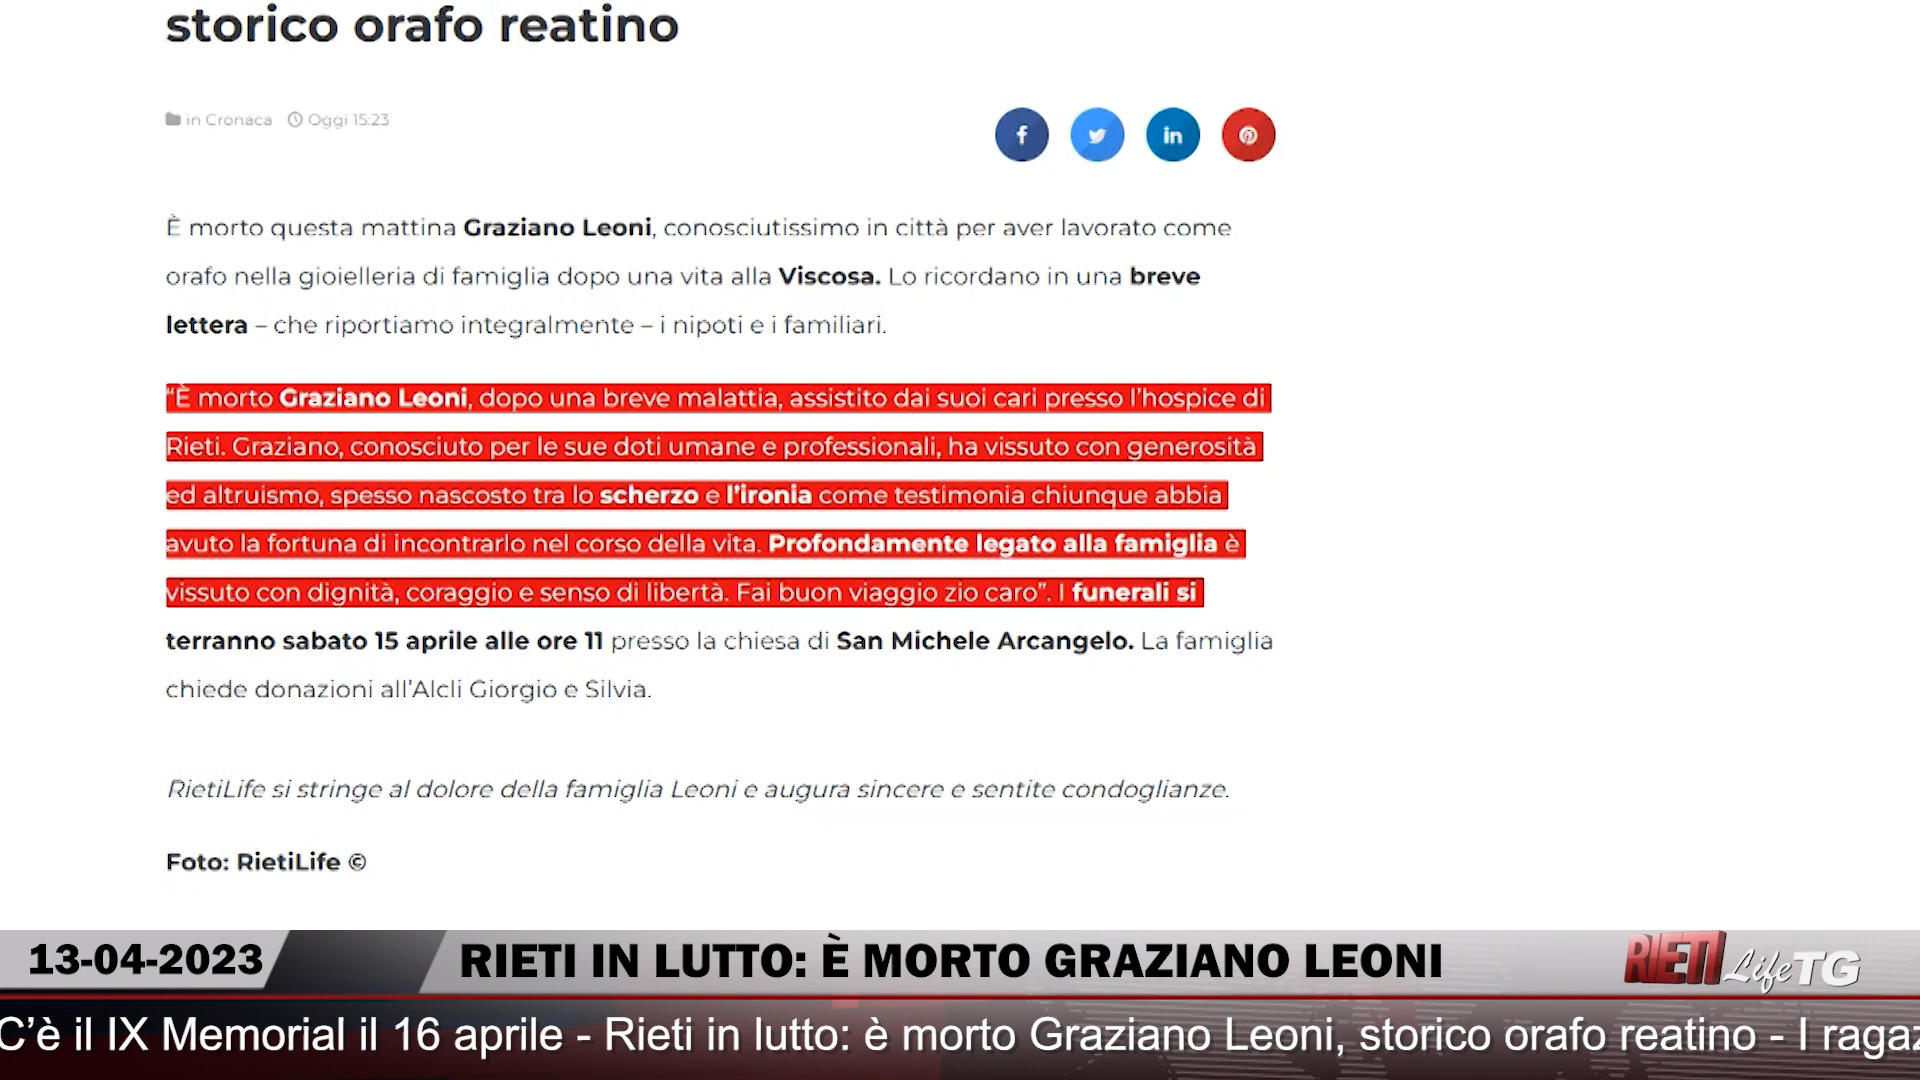 storico orafo reatino
in Cronaca Oggi 15:23
È morto questa mattina Graziano Leoni, conosciutissimo in città per aver lavorato come
orafo nella gioielleria di famiglia dopo una vita alla Viscosa. Lo ricordano in una breve
lettera – che riportiamo integralmente – i nipoti e i familiari.
“È morto Graziano Leoni, dopo una breve malattia, assistito dai suoi cari presso l’hospice di
Rieti. Graziano, conosciuto per le sue doti umane e professionali, ha vissuto con generosità
ed altruismo, spesso nascosto tra lo scherzo e l’ironia come testimonia chiunque abbia
avuto la fortuna di incontrarlo nel corso della vita. Profondamente legato alla famiglia è
vissuto con dignità, coraggio e senso di libertà. Fai buon viaggio zio caro”. I funerali si
terranno sabato 15 aprile alle ore 11 presso la chiesa di San Michele Arcangelo. La famiglia
chiede donazioni all’Alcli Giorgio e Silvia.
RietiLife si stringe al dolore della famiglia Leoni e augura sincere e sentite condoglianze.
Foto: RietiLife ©
13-04-2023 RIETI IN LUTTO: È MORTO GRAZIANO LEONI RIETI Life TG
C’è il IX Memorial il 16 aprile - Rieti in lutto: è morto Graziano Leoni, storico orafo reatino - I ragaz